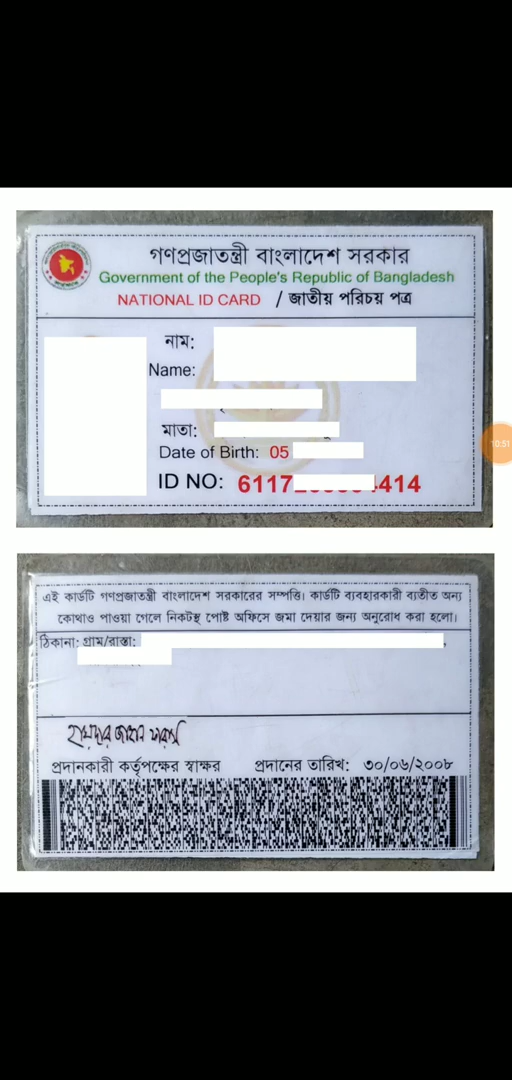 গণপ্রজাতন্ত্রী বাংলাদেশ সরকার
Government of the People's Republic of Bangladesh
NATIONAL ID CARD / জাতীয় পরিচয় পত্র
নাম:
Name:
মাতা:
Date of Birth: 05
ID NO: 6117 414
10:51
এই কার্ডটি গণপ্রজাতন্ত্রী বাংলাদেশ সরকারের সম্পত্তি। কার্ডটি ব্যবহারকারী ব্যতীত অন্য
কোথাও পাওয়া গেলে নিকটস্থ পোষ্ট অফিসে জমা দেয়ার জন্য অনুরোধ করা হলো।
ঠিকানা: গ্রাম/রাস্তা:
প্রদানকারী কর্তৃপক্ষের স্বাক্ষর প্রদানের তারিখ: ৩০/০৬/২০০৮